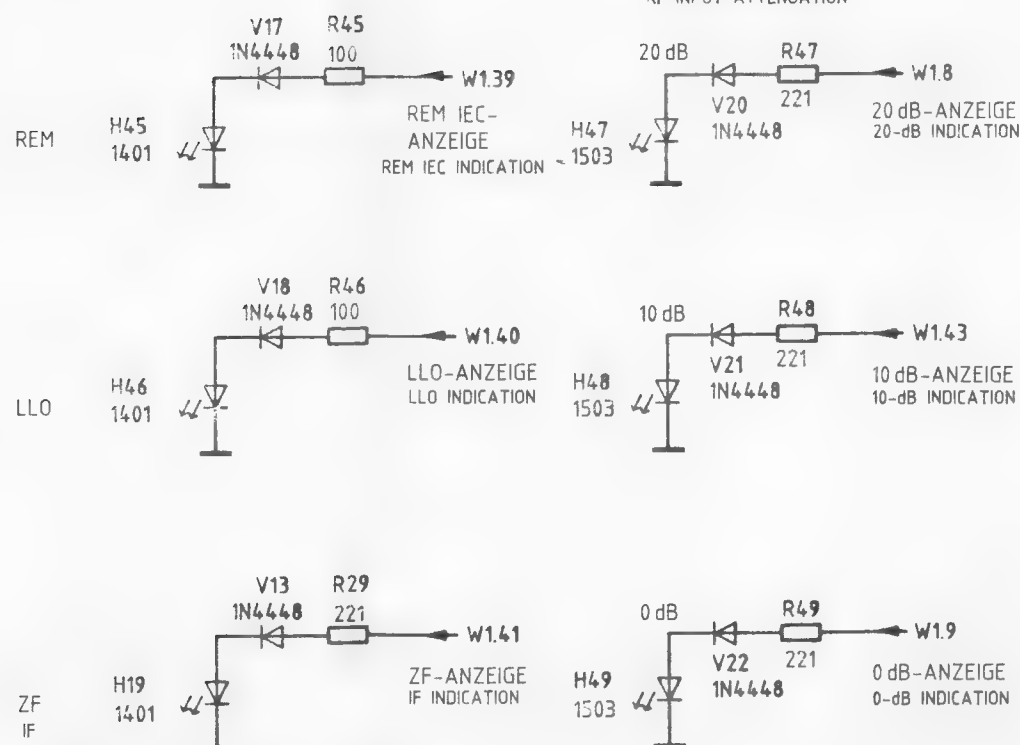 RF INPUT ATTENUATION
V17 R45
1N4448 100
W1.39
REM IEC-
ANZEIGE
REM IEC INDICATION
REM
H45
1401
20 dB
R47
221
W1.8
V20
1N4448
20 dB-ANZEIGE
20-dB INDICATION
H47
1503
V18 R46
1N4448 100
W1.40
LLO-ANZEIGE
LLO INDICATION
LLO
H46
1401
10 dB
R48
221
W1.43
V21
1N4448
10 dB-ANZEIGE
10-dB INDICATION
H48
1503
V13 R29
1N4448 221
W1.41
ZF-ANZEIGE
IF INDICATION
ZF
IF
H19
1401
0 dB
R49
221
W1.9
V22
1N4448
0 dB-ANZEIGE
0-dB INDICATION
H49
1503